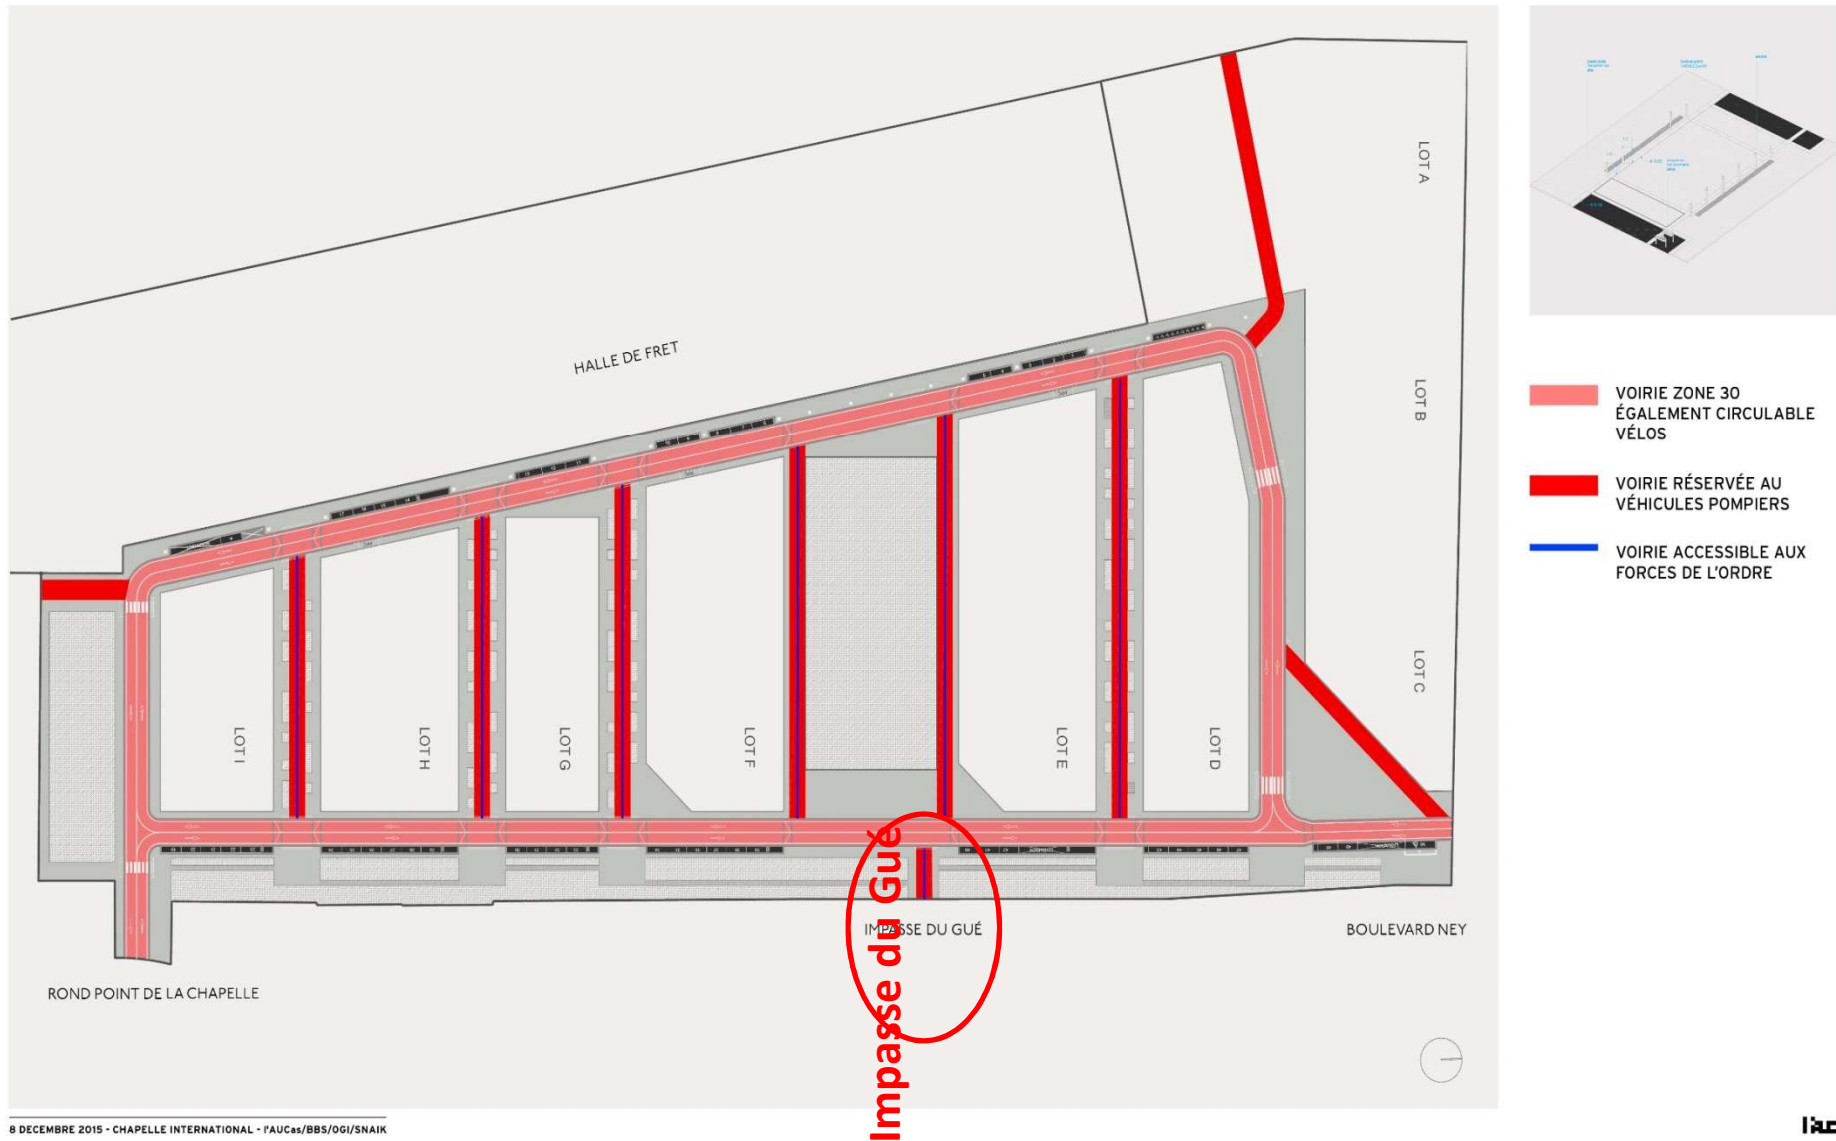 LOT A
HALLE DE FRET
LOT B
VOIRIE ZONE 30
ÉGALEMENT CIRCULABLE
VÉLOS
VOIRIE RÉSERVÉE AU
VÉHICULES POMPIERS
VOIRIE ACCESSIBLE AUX
FORCES DE L'ORDRE
LOT C
LOT I
LOT H
LOT G
LOT F
LOT E
LOT D
Impasse du Gué
IMPASSE DU GUÉ
BOULEVARD NEY
ROND POINT DE LA CHAPELLE
8 DECEMBRE 2015 - CHAPELLE INTERNATIONAL - l'AUCas/BBS/OGI/SNAIK